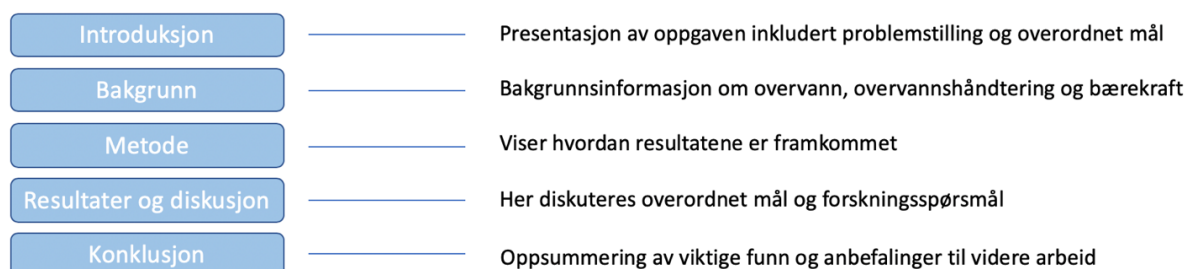 Introduksjon Presentasjon av oppgaven inkludert problemstilling og overordnet mål
Bakgrunn Bakgrunnsinformasjon om overvann, overvannshåndtering og bærekraft
Metode Viser hvordan resultatene er framkommet
Resultater og diskusjon Her diskuteres overordnet mål og forskningsspørsmål
Konklusjon Oppsummering av viktige funn og anbefalinger til videre arbeid